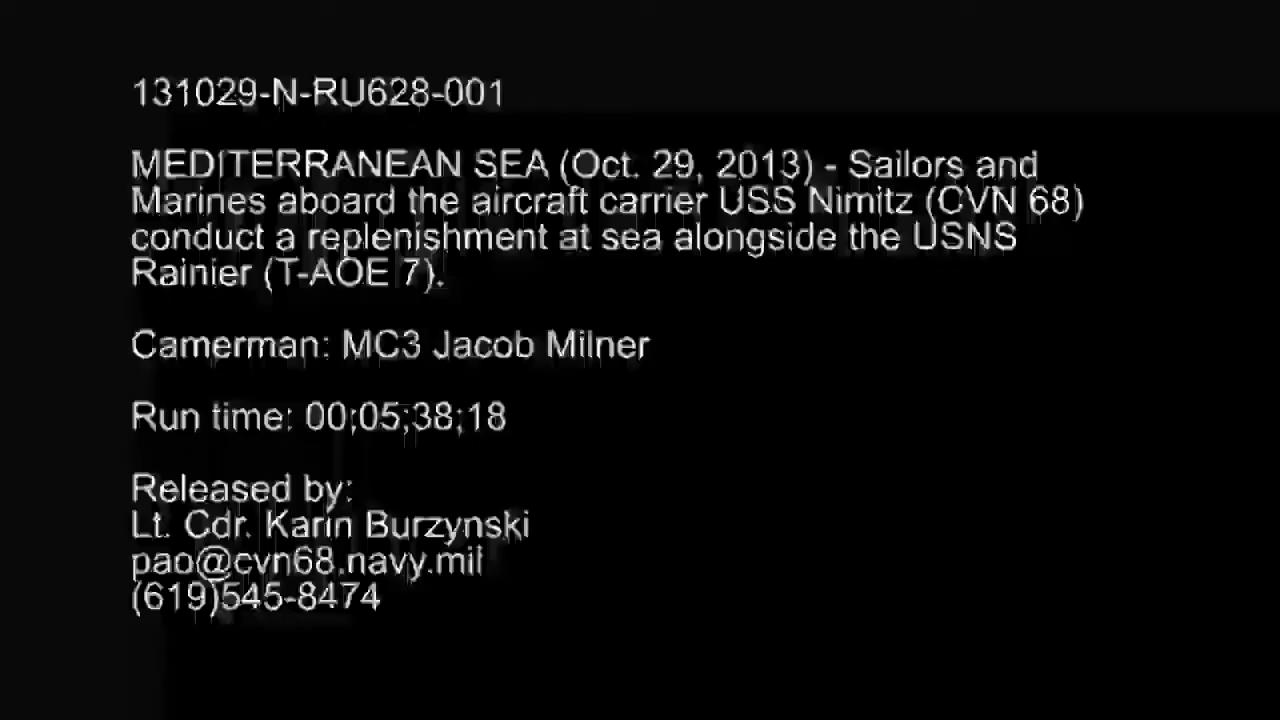 131029-N-RU628-001
MEDITERRANEAN SEA (Oct. 29, 2013) - Sailors and
Marines aboard the aircraft carrier USS Nimitz (CVN 68)
conduct a replenishment at sea alongside the USNS
Rainier (T-AOE 7).
Camerman: MC3 Jacob Milner
Run time: 00;05;38;18
Released by:
Lt. Cdr. Karin Burzynski
pao@cvn68.navy.mil
(619)545-8474